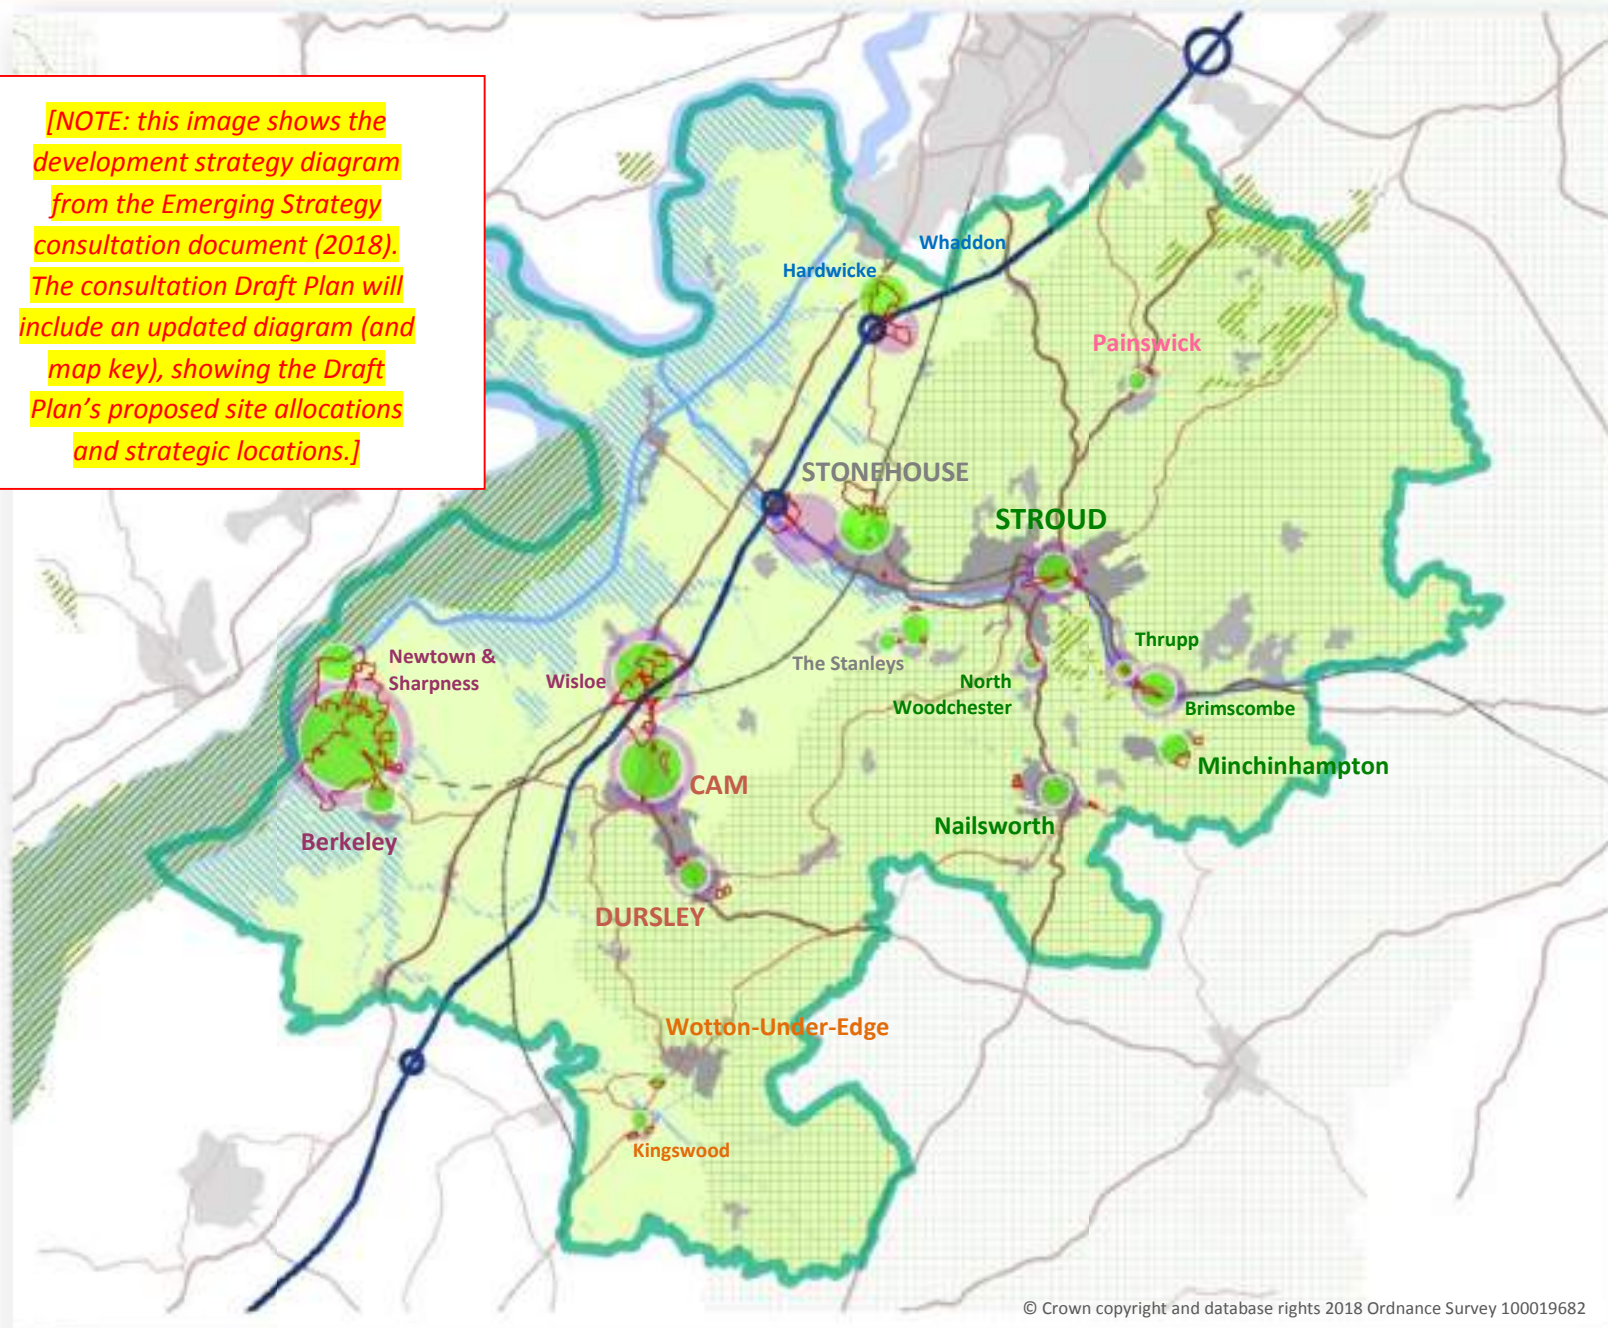 [NOTE: this image shows the
development strategy diagram
from the Emerging Strategy
consultation document (2018).
The consultation Draft Plan will
include an updated diagram (and
map key), showing the Draft
Plan's proposed site allocations
and strategic locations.]
Whaddon
Hardwicke
Painswick
STONEHOUSE
STROUD
Thrupp
Newtown &
Sharpness
The Stanleys
Wisloe
North
Woodchester
Brimscombe
Minchinhampton
CAM
Nailsworth
Berkeley
DURSLEY
Wotton-Under-Edge
Kingswood
© Crown copyright and database rights 2018 Ordnance Survey 100019682